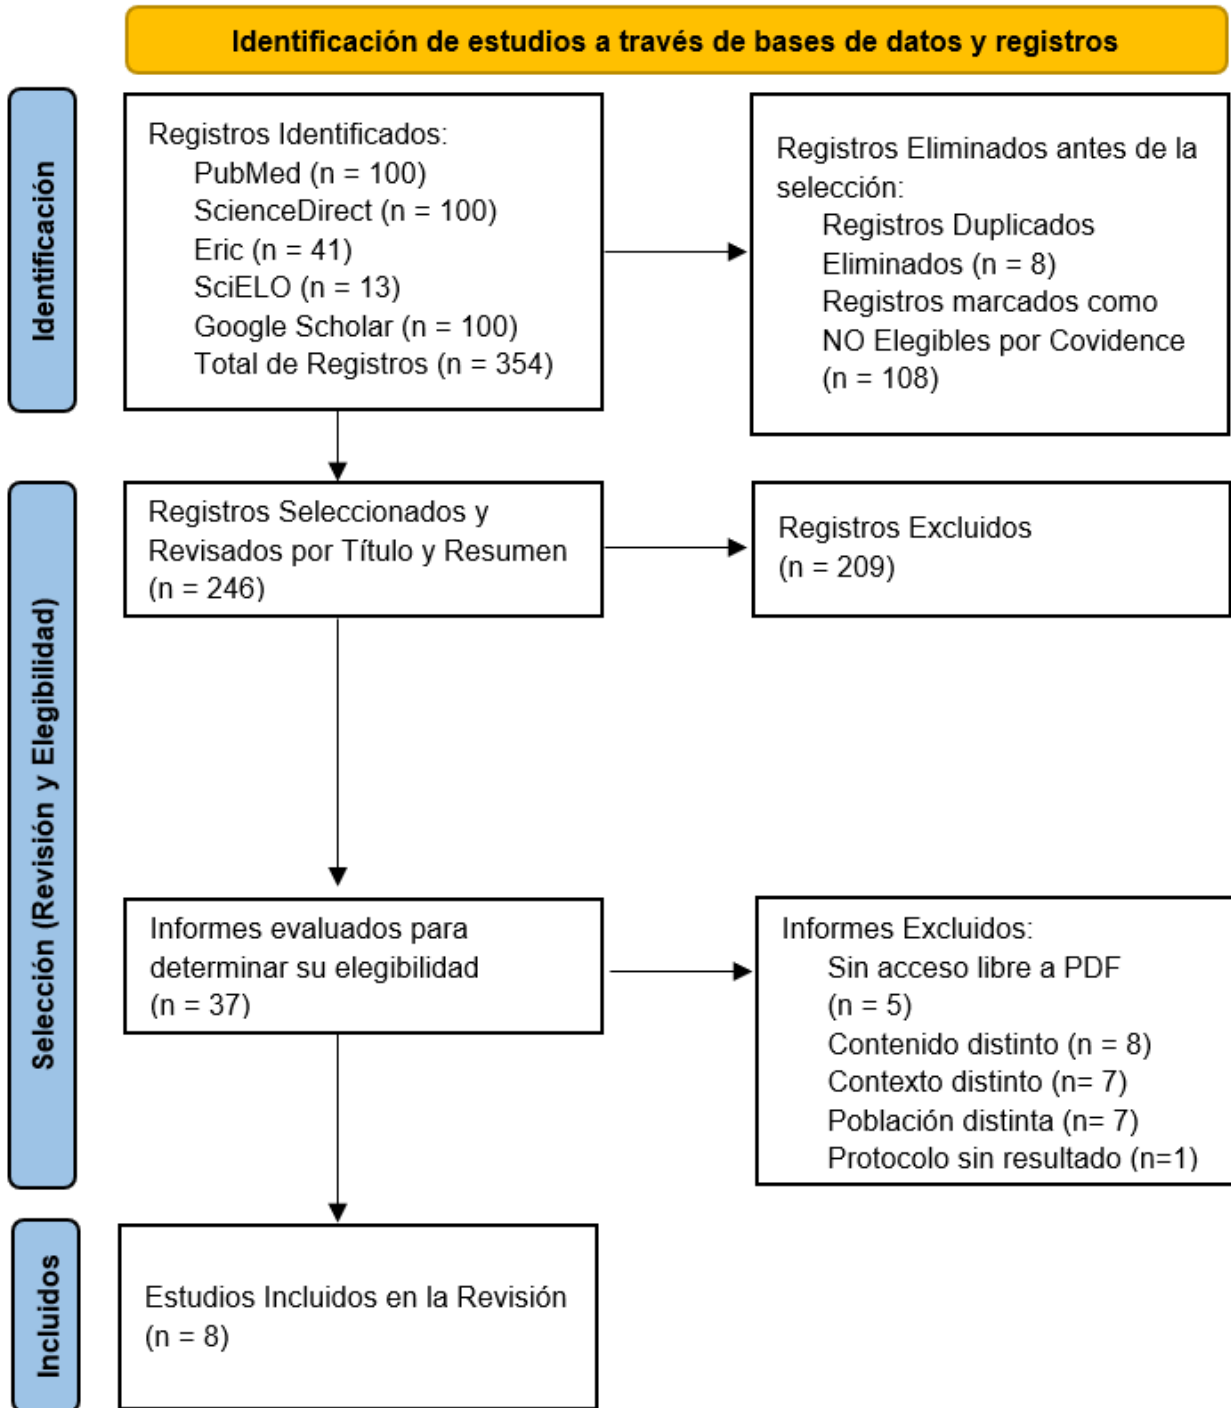 Identificación de estudios a través de bases de datos y registros
Identificación
Registros Identificados:
PubMed (n = 100)
ScienceDirect (n = 100)
Eric (n = 41)
SciELO (n = 13)
Google Scholar (n = 100)
Total de Registros (n = 354)
Registros Eliminados antes de la
selección:
Registros Duplicados
Eliminados (n = 8)
Registros marcados como
NO Elegibles por Covidence
(n = 108)
Selección (Revisión y Elegibilidad)
Registros Seleccionados y
Revisados por Título y Resumen
(n = 246)
Registros Excluidos
(n = 209)
Informes evaluados para
determinar su elegibilidad
(n = 37)
Informes Excluidos:
Sin acceso libre a PDF
(n = 5)
Contenido distinto (n = 8)
Contexto distinto (n= 7)
Población distinta (n= 7)
Protocolo sin resultado (n=1)
Incluidos
Estudios Incluidos en la Revisión
(n = 8)